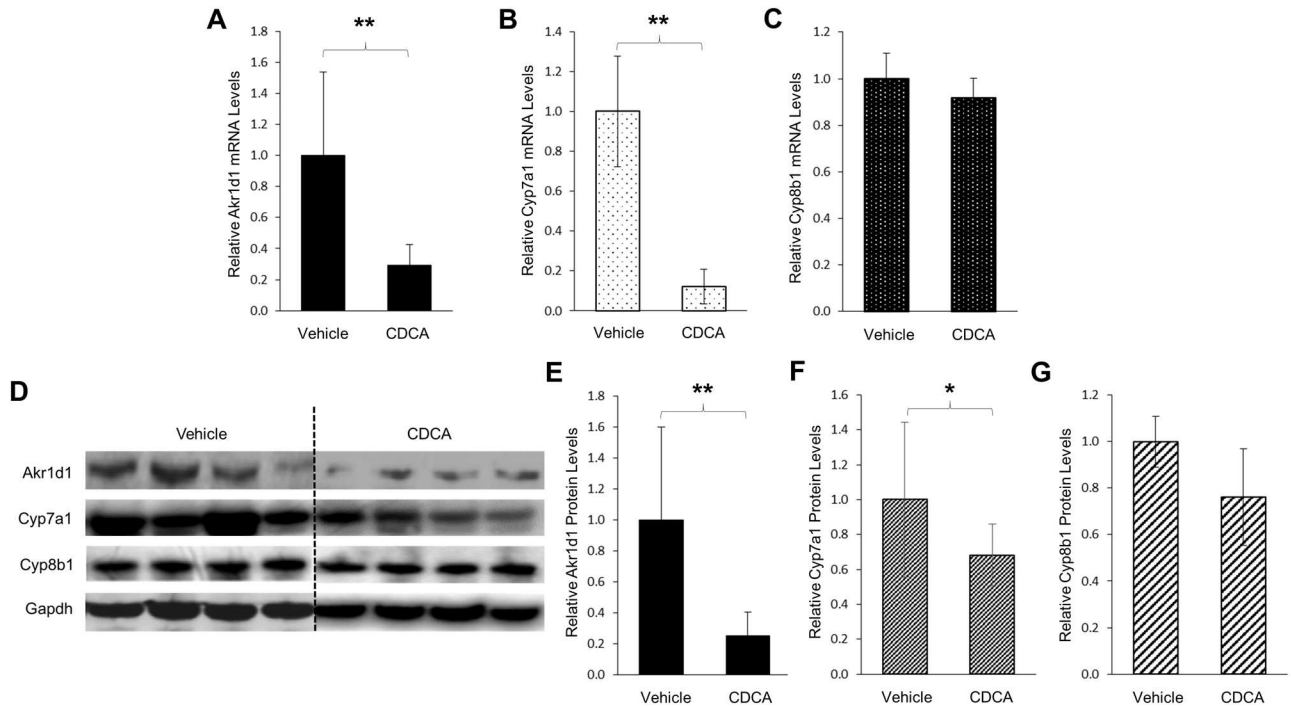 A
Relative Akr1d1 mRNA Levels
1.8
1.6
1.4
1.2
1.0
0.8
0.6
0.4
0.2
0.0
**
Vehicle CDCA
B
Relative Cyp7a1 mRNA Levels
1.4
1.2
1.0
0.8
0.6
0.4
0.2
0.0
**
Vehicle CDCA
C
Relative Cyp8b1 mRNA Levels
1.2
1.0
0.8
0.6
0.4
0.2
0.0
Vehicle CDCA
D
Vehicle CDCA
Akr1d1
Cyp7a1
Cyp8b1
Gapdh
E
Relative Akr1d1 Protein Levels
1.8
1.6
1.4
1.2
1.0
0.8
0.6
0.4
0.2
0.0
**
Vehicle CDCA
F
Relative Cyp7a1 Protein Levels
1.6
1.4
1.2
1.0
0.8
0.6
0.4
0.2
0.0
*
Vehicle CDCA
G
Relative Cyp8b1 Protein Levels
1.2
1.0
0.8
0.6
0.4
0.2
0.0
Vehicle CDCA